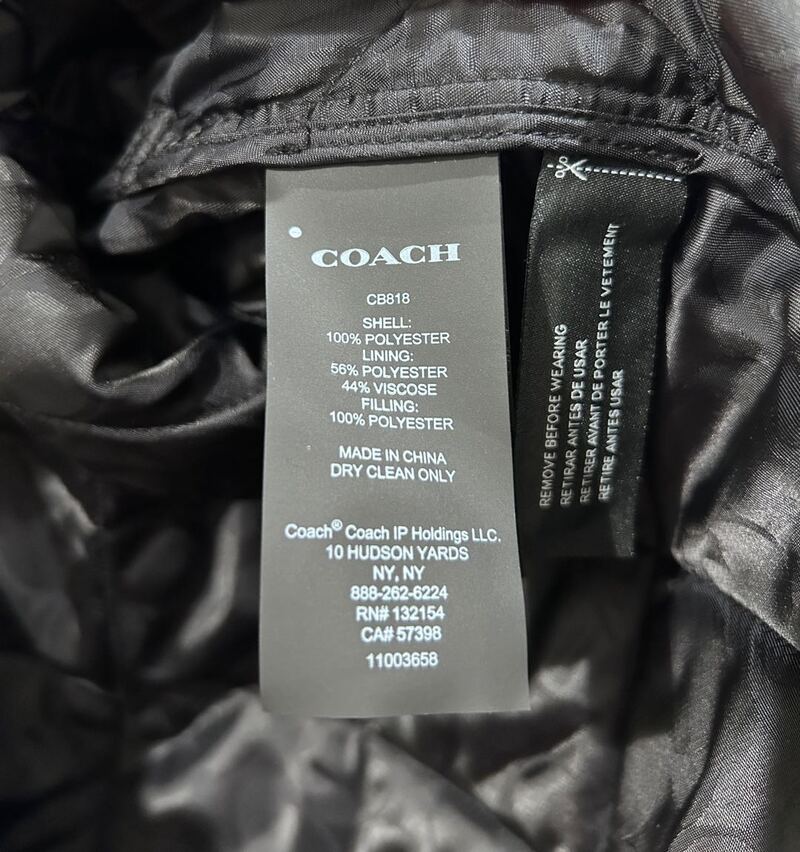 COACH
CB818
SHELL:
100% POLYESTER
LINING:
56% POLYESTER
44% VISCOSE
FILLING:
100% POLYESTER
MADE IN CHINA
DRY CLEAN ONLY
Coach® Coach IP Holdings LLC.
10 HUDSON YARDS
NY, NY
888-262-6224
RN# 132154
CA# 57398
11003658
REMOVE BEFORE WEARING
RETIRAR ANTES DE USAR
RETIRER AVANT DE PORTER LE VETEMENT
RETIRE ANTES USAR